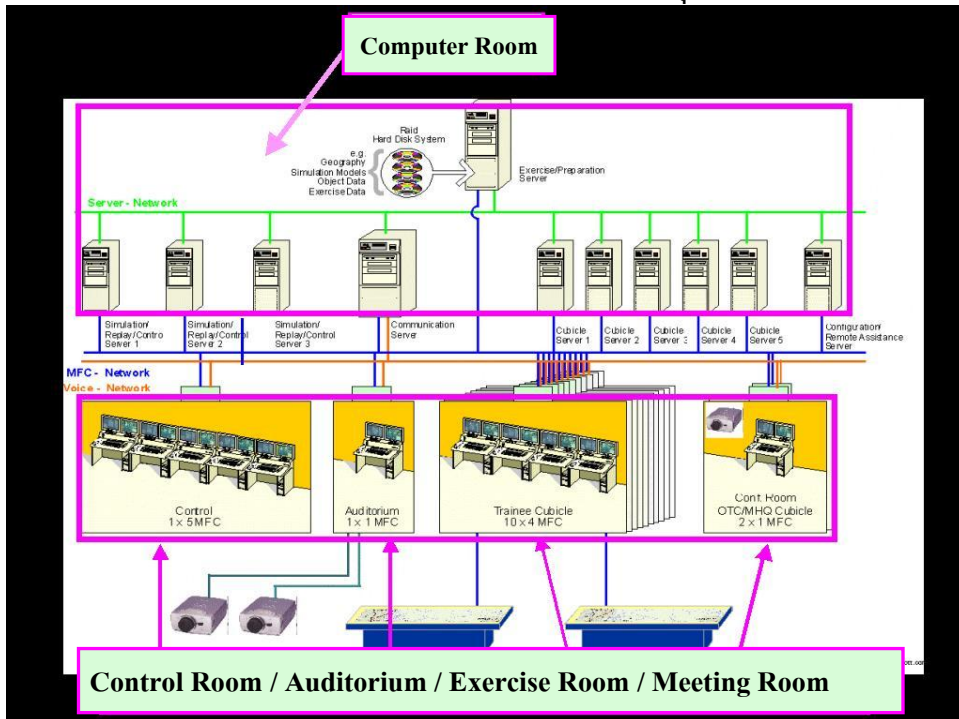 Computer Room
Raid
Hard Disk System
e.g.
Geography
Simulation Models
Object Data
Exercise Data
Exercise/Preparation
Server
Server - Network
Simulation/
Replay/Contro
Server 1
Simulation/
Replay/Control
Server 2
Simulation/
Replay/Control
Server 3
Communication
Server
Cubicle
Server 1
Cubicle
Server 2
Cubicle
Server 3
Cubicle
Server 4
Cubicle
Server 5
Configuration/
Remote Assistance
Server
MFC - Network
Voice - Network
Control
1 x 5 MFC
Auditorium
1 x 1 MFC
Trainee Cubicle
10 x 4 MFC
Conf. Room
OTC/MHQ Cubicle
2 x 1 MFC
Control Room / Auditorium / Exercise Room / Meeting Room